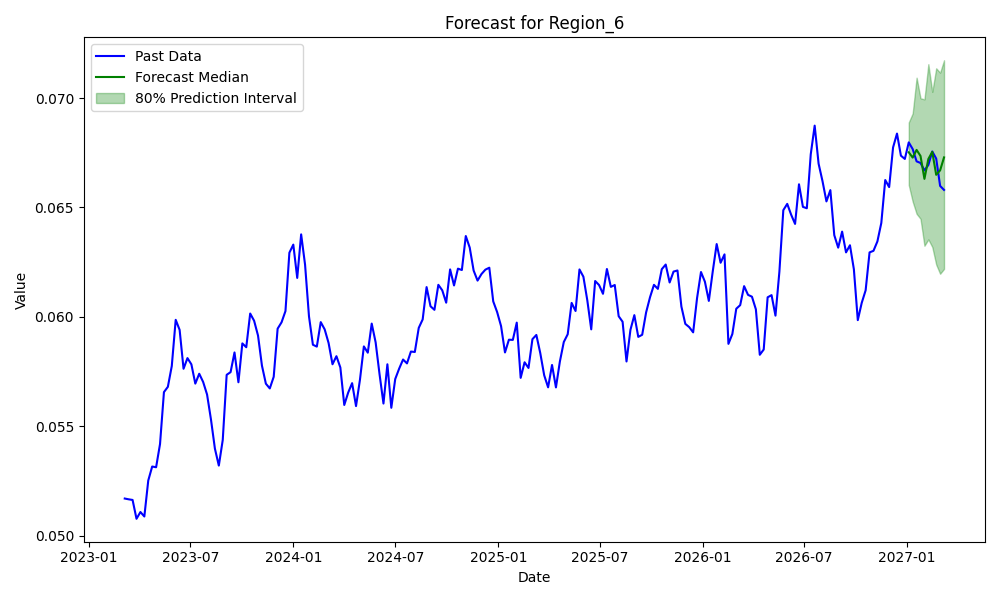 Forecast for Region_6
Past Data
Forecast Median
80% Prediction Interval
Value
0.070
0.065
0.060
0.055
0.050
2023-01
2023-07
2024-01
2024-07
2025-01
2025-07
2026-01
2026-07
2027-01
Date